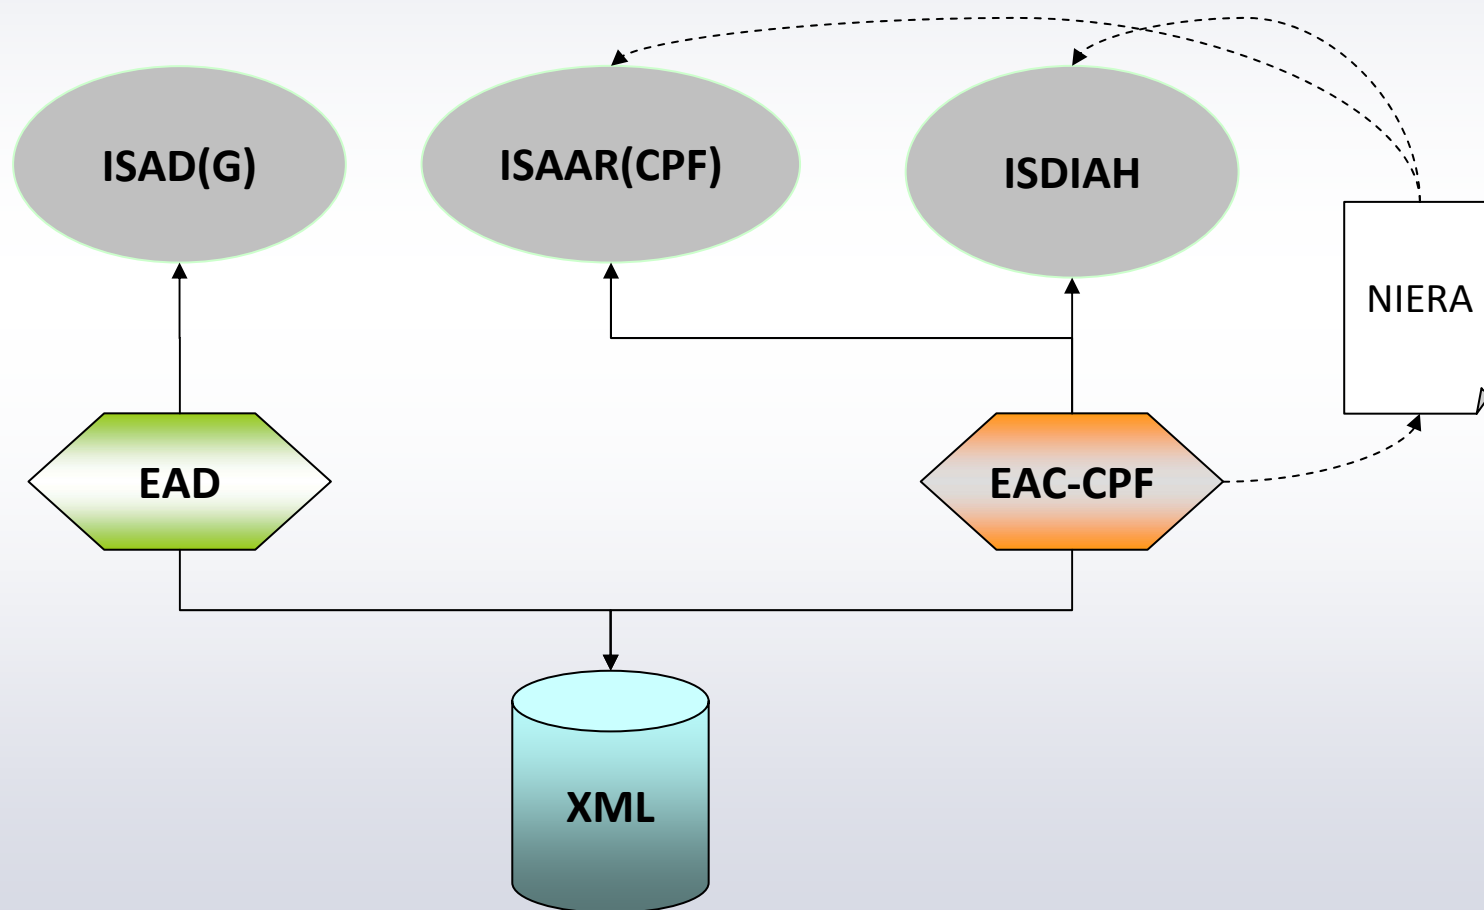 ISAD(G)
ISAAR(CPF)
ISDIAH
NIERA
EAD
EAC-CPF
XML